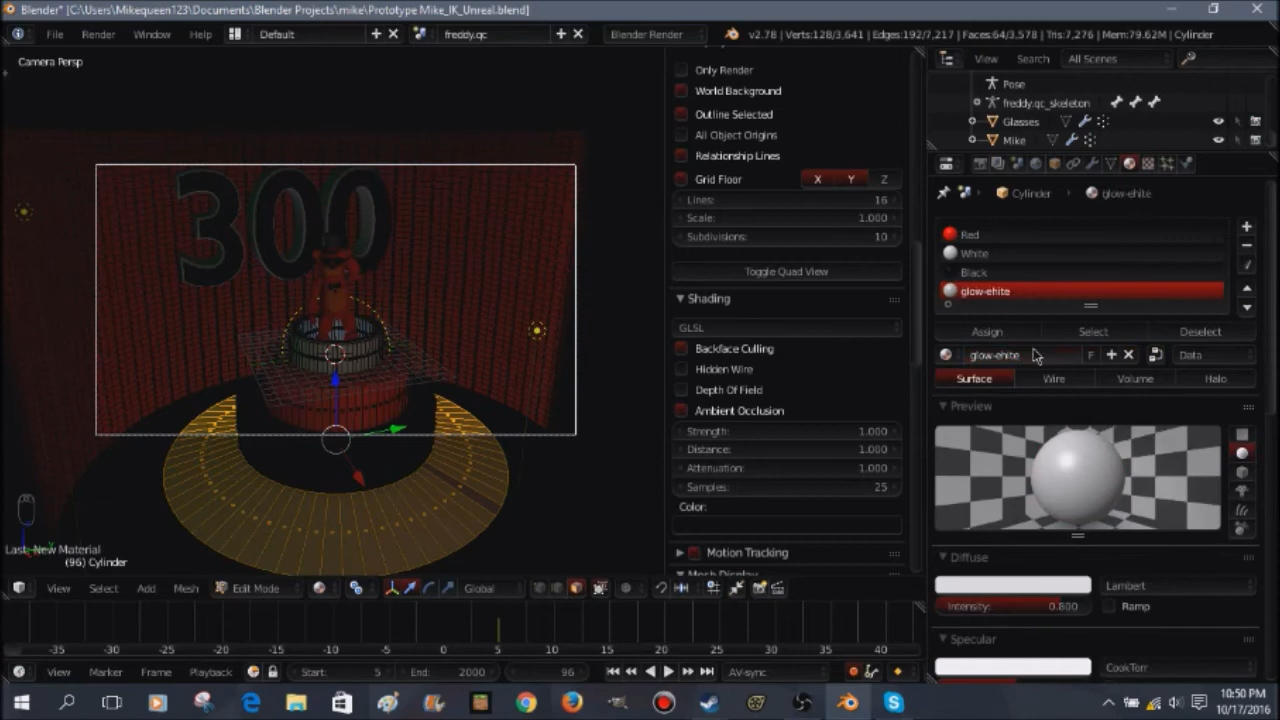 Blender* [C:\Users\Mikequeen123\Documents\Blender Projects\mike\Prototype Mike_IK_Unreal.blend]
File Render Window Help Default freddy.qc Blender Render v2.78 | Verts:128/3,641 | Edges:192/7,217 | Faces:64/3,578 | Tris:7,276 | Mem:79.62M | Cylinder
Camera Persp
300
Last: New Material
(96) Cylinder
Only Render
World Background
Outline Selected
All Object Origins
Relationship Lines
Grid Floor X Y Z
Lines: 16
Scale: 1.000
Subdivisions: 10
Toggle Quad View
Shading
GLSL
Backface Culling
Hidden Wire
Depth Of Field
Ambient Occlusion
Strength: 1.000
Distance: 1.000
Attenuation: 1.000
Samples: 25
Color:
Motion Tracking
Mesh Display
View Search All Scenes
Pose
freddy.qc_skeleton
Glasses
Mike
Cylinder glow-ehite
Red
White
Black
glow-ehite
Assign Select Deselect
glow-ehite F Data
Surface Wire Volume Halo
Preview
Diffuse
Lambert
Intensity: 0.800 Ramp
Specular
CookTorr
View Select Add Mesh Edit Mode Global
-35 -30 -25 -20 -15 -10 -5 0 5 10 15 20 25 30 35 40
View Marker Frame Playback Start: 5 End: 2000 96 AV-sync
10:50 PM
10/17/2016